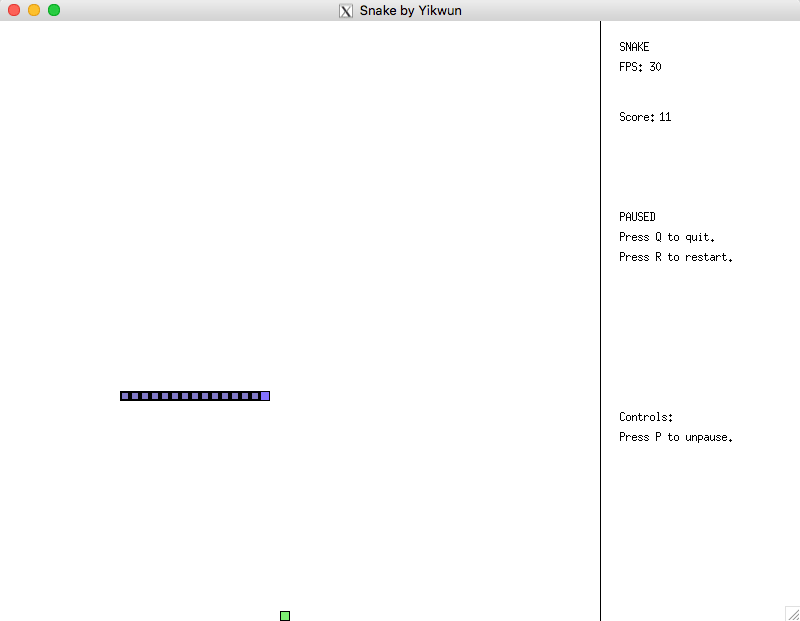 Snake by Yikwun
SNAKE
FPS: 30
Score: 11
PAUSED
Press Q to quit.
Press R to restart.
Controls:
Press P to unpause.